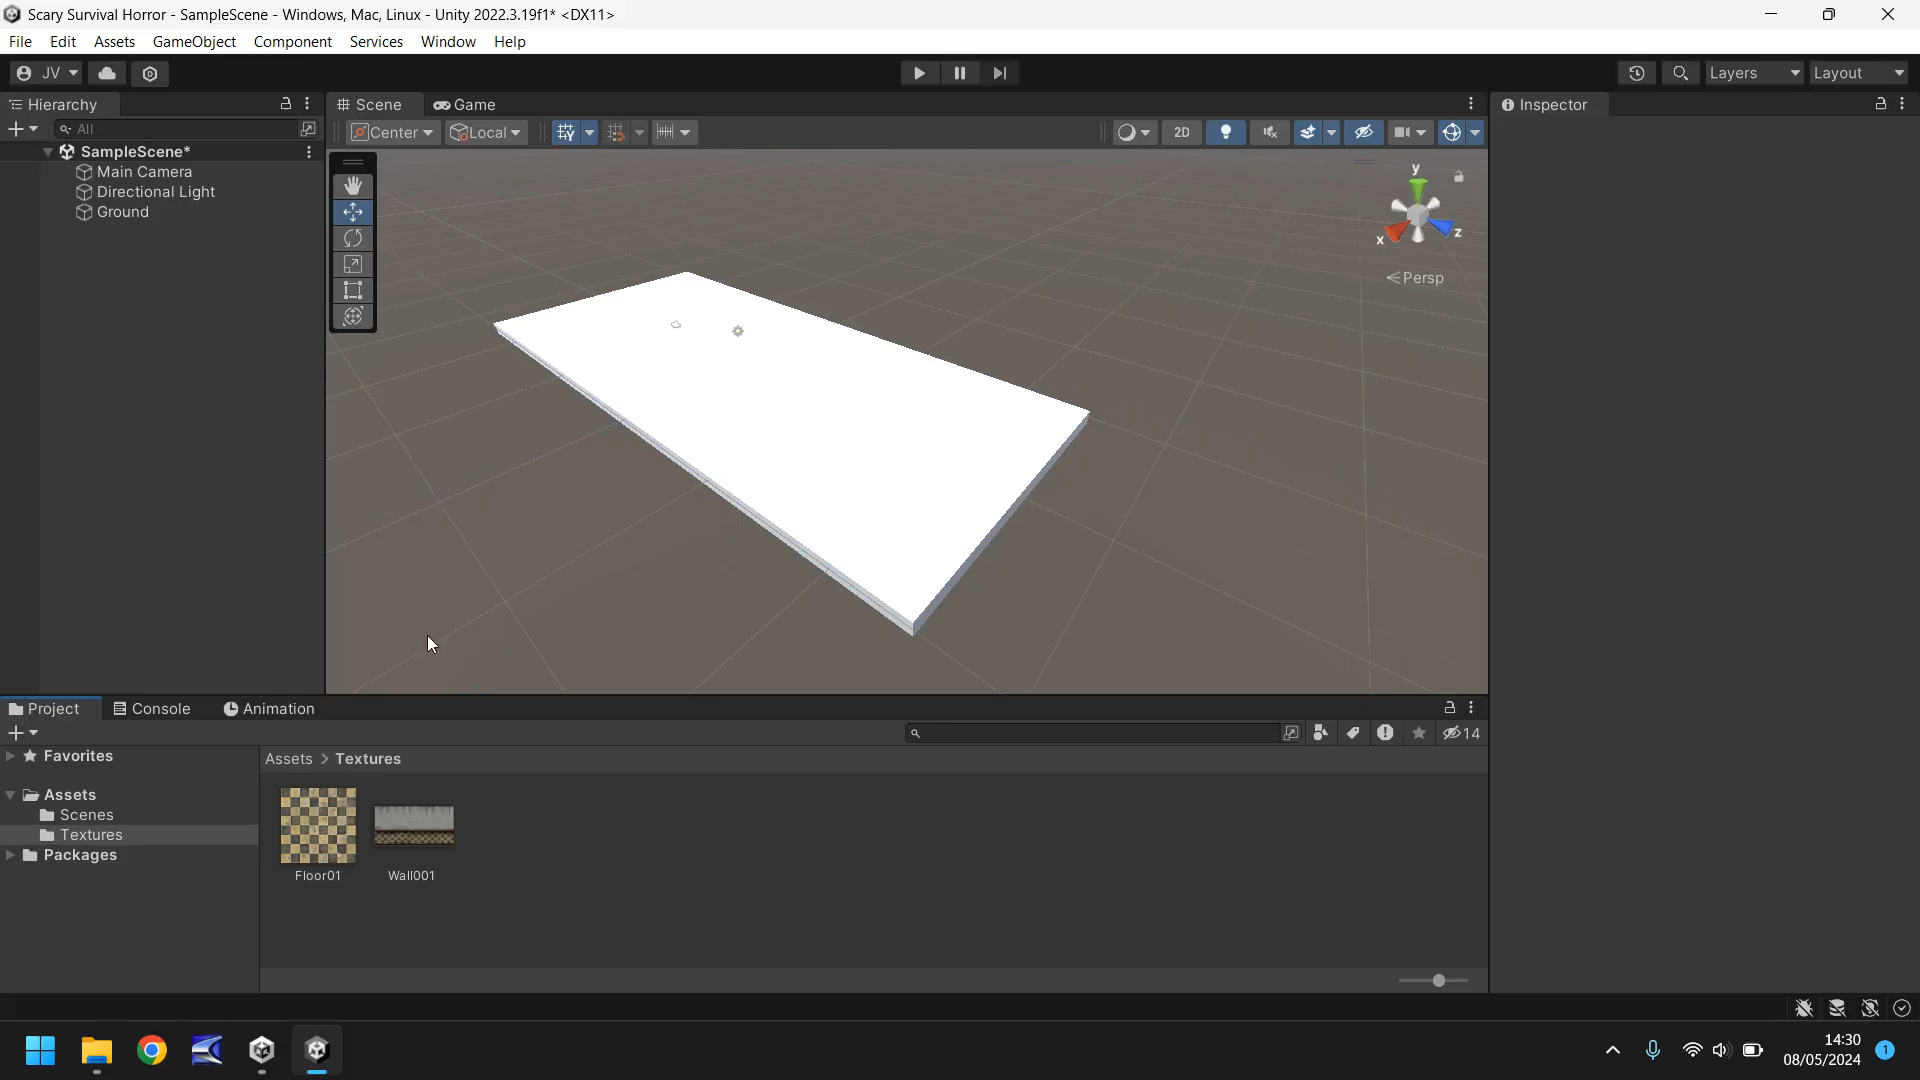 Scary Survival Horror - SampleScene - Windows, Mac, Linux - Unity 2022.3.19f1* <DX11>
File Edit Assets GameObject Component Services Window Help
JV Layers Layout
Hierarchy Scene Game Inspector
All Center Local 2D
SampleScene*
Main Camera
Directional Light
Ground
y
x z
Persp
Project Console Animation
14
Favorites
Assets > Textures
Assets
Scenes
Textures
Packages
Floor01 Wall001
14:30
08/05/2024 1